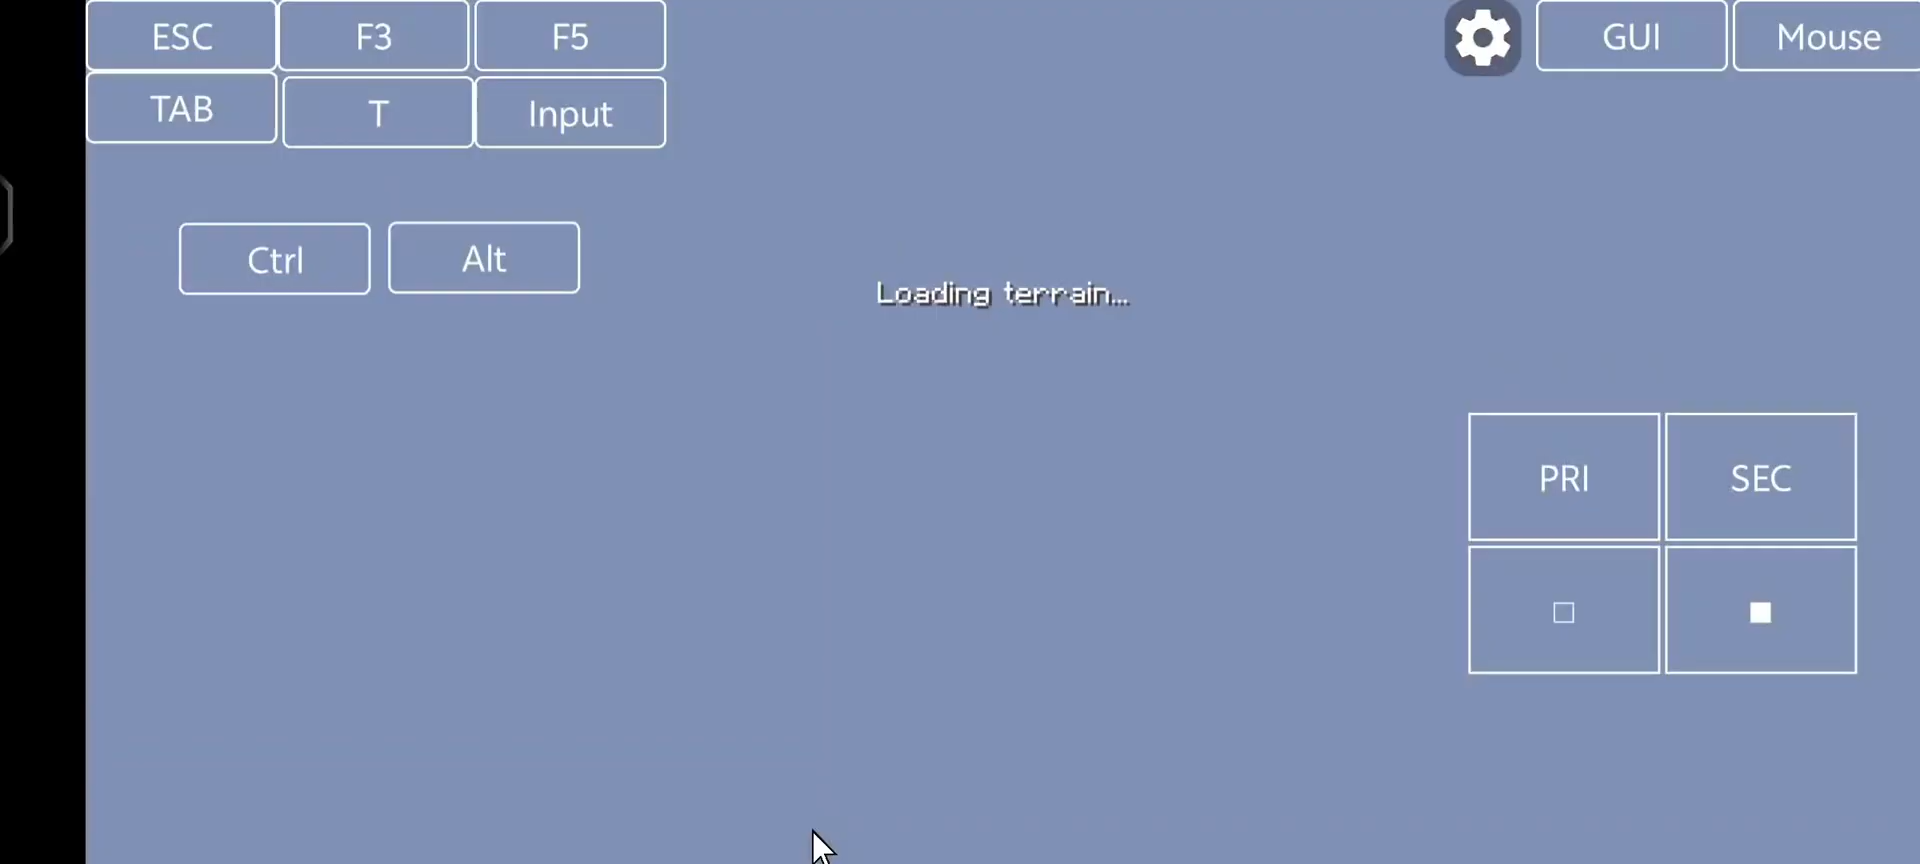 ESC F3 F5 GUI Mouse
TAB T Input
Ctrl Alt
Loading terrain...
PRI SEC